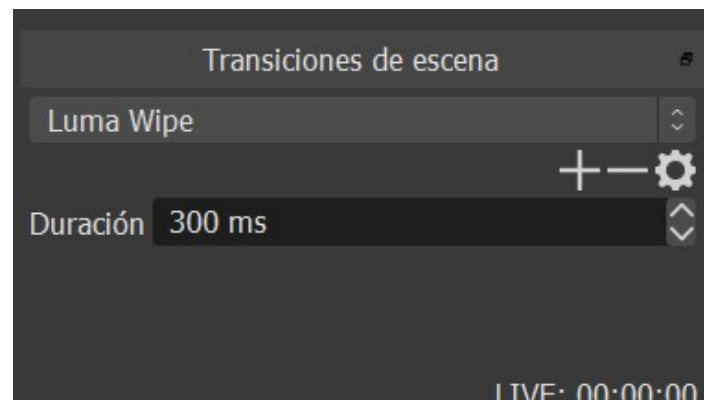 Transiciones de escena
Luma Wipe
Duración 300 ms
LIVE: 00:00:00